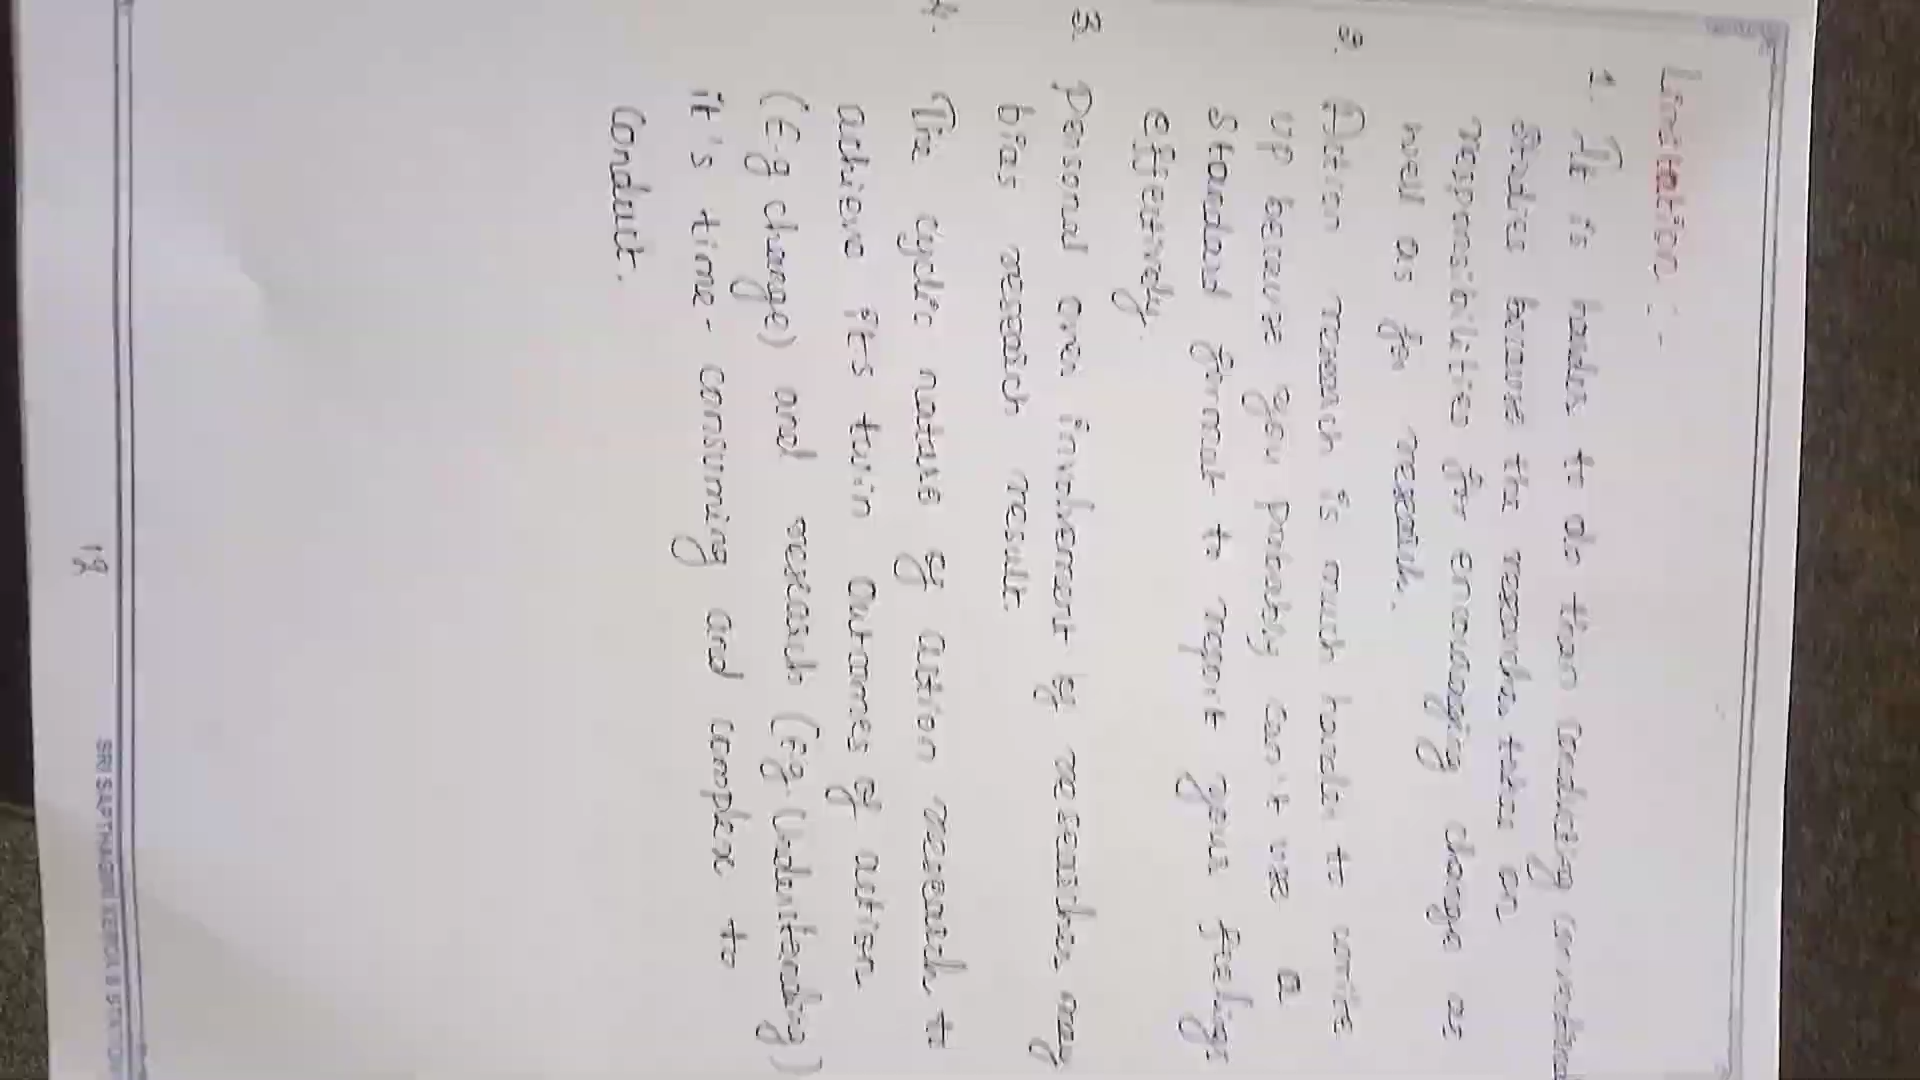 Limitation :-
1. It is harder to do than conducting conventional
studies because the researcher takes on
responsibilities for encouraging change as
well as for research.
2. Action research is much harder to write
up because you probably can't use a
standard format to report your findings
effectively.
3. Personal over involvement of researcher may
bias research result.
4. The cyclic nature of action research to
achieve its twin outcomes of action
(E.g change) and research (Eg. Understanding)
it's time-consuming and complex to
conduct.
12
SRI SAPTHAGIRI XEROX & STATION